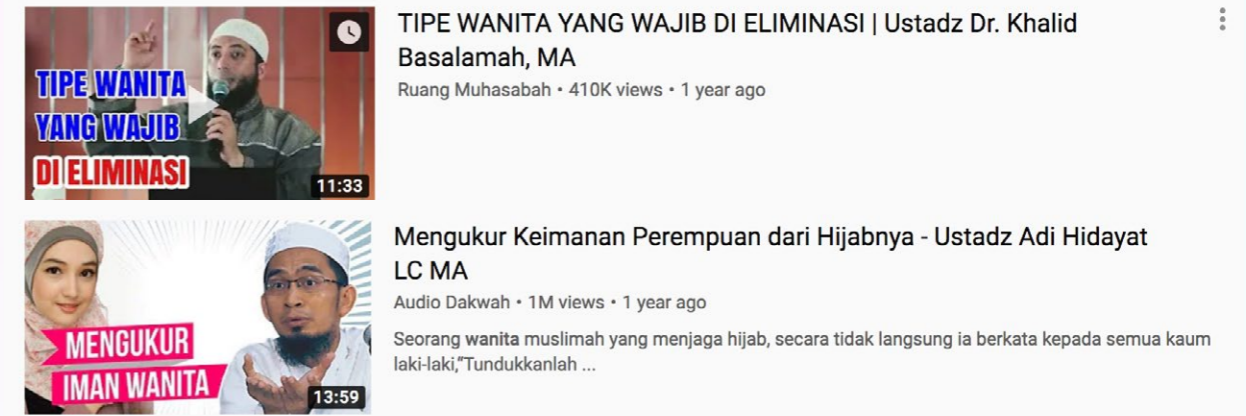 TIPE WANITA
YANG WAJIB
DI ELIMINASI
11:33
TIPE WANITA YANG WAJIB DI ELIMINASI | Ustadz Dr. Khalid
Basalamah, MA
Ruang Muhasabah • 410K views • 1 year ago
MENGUKUR
IMAN WANITA
13:59
Mengukur Keimanan Perempuan dari Hijabnya - Ustadz Adi Hidayat
LC MA
Audio Dakwah • 1M views • 1 year ago
Seorang wanita muslimah yang menjaga hijab, secara tidak langsung ia berkata kepada semua kaum
laki-laki,"Tundukkanlah ...